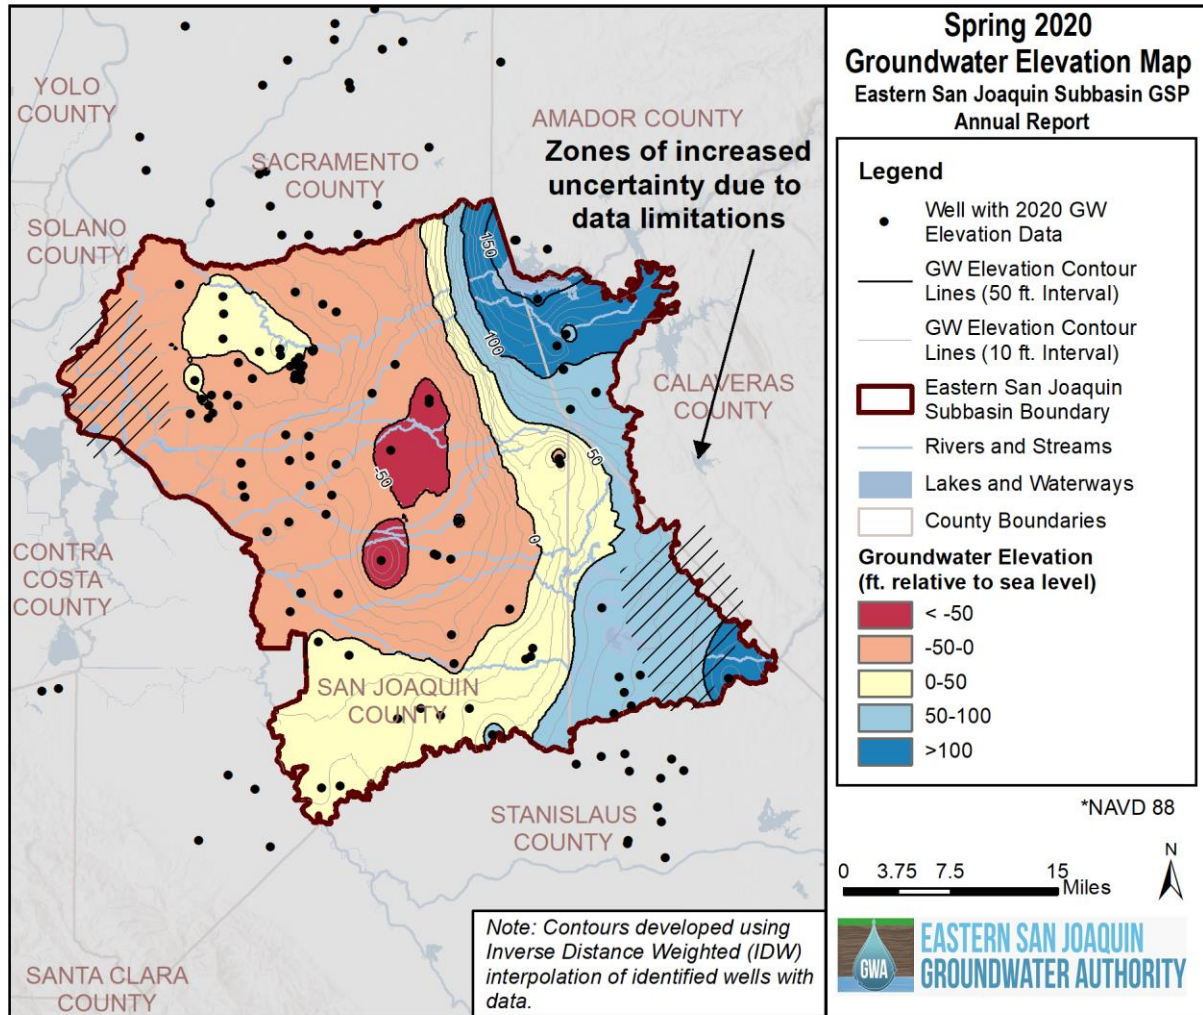 Spring 2020
Groundwater Elevation Map
Eastern San Joaquin Subbasin GSP
Annual Report
Legend
Well with 2020 GW
Elevation Data
GW Elevation Contour
Lines (50 ft. Interval)
GW Elevation Contour
Lines (10 ft. Interval)
Eastern San Joaquin
Subbasin Boundary
Rivers and Streams
Lakes and Waterways
County Boundaries
Groundwater Elevation
(ft. relative to sea level)
< -50
-50-0
0-50
50-100
>100
*NAVD 88
N
0 3.75 7.5 15
Miles
GWA
EASTERN SAN JOAQUIN
GROUNDWATER AUTHORITY
YOLO
COUNTY
AMADOR COUNTY
Zones of increased
uncertainty due to
data limitations
SACRAMENTO
COUNTY
SOLANO
COUNTY
150
100
CALAVERAS
COUNTY
50
-50
0
CONTRA
COSTA
COUNTY
SAN JOAQUIN
COUNTY
STANISLAUS
COUNTY
SANTA CLARA
COUNTY
Note: Contours developed using
Inverse Distance Weighted (IDW)
interpolation of identified wells with
data.